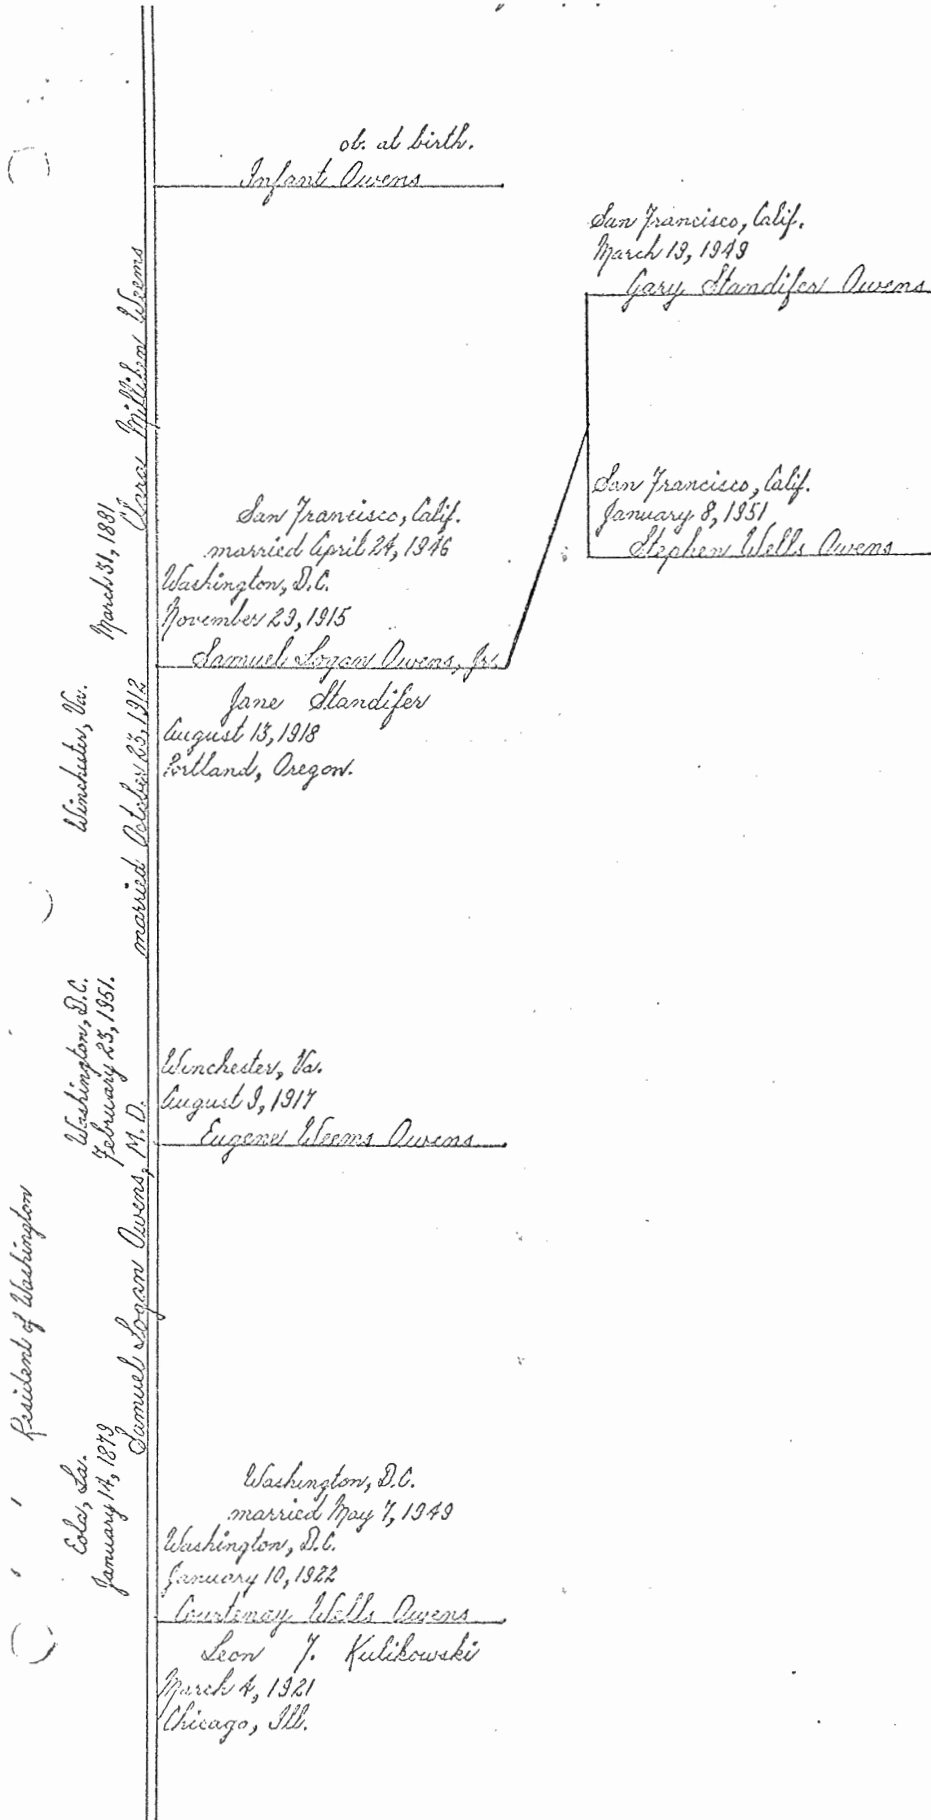 ob. at birth.
Infant Owens
San Francisco, Calif.
March 19, 1949
Gary Standifer Owens
San Francisco, Calif.
January 8, 1951
Stephen Wells Owens
San Francisco, Calif.
married April 24, 1946
Washington, D.C.
November 29, 1915
Samuel Logan Owens, Jr.
Jane Standifer
August 13, 1918
Portland, Oregon.
Winchester, Va.
August 9, 1917
Eugene Weems Owens
Washington, D.C.
married May 7, 1949
Washington, D.C.
January 10, 1922
Courtenay Wells Owens
Leon J. Kulikowski
March 4, 1921
Chicago, Ill.
Resident of Washington
Eola, La.
January 14, 1879
Washington, D.C.
February 23, 1951.
Samuel Logan Owens, M.D.
married October 23, 1912
Winchester, Va.
March 31, 1881
Milliken Weems